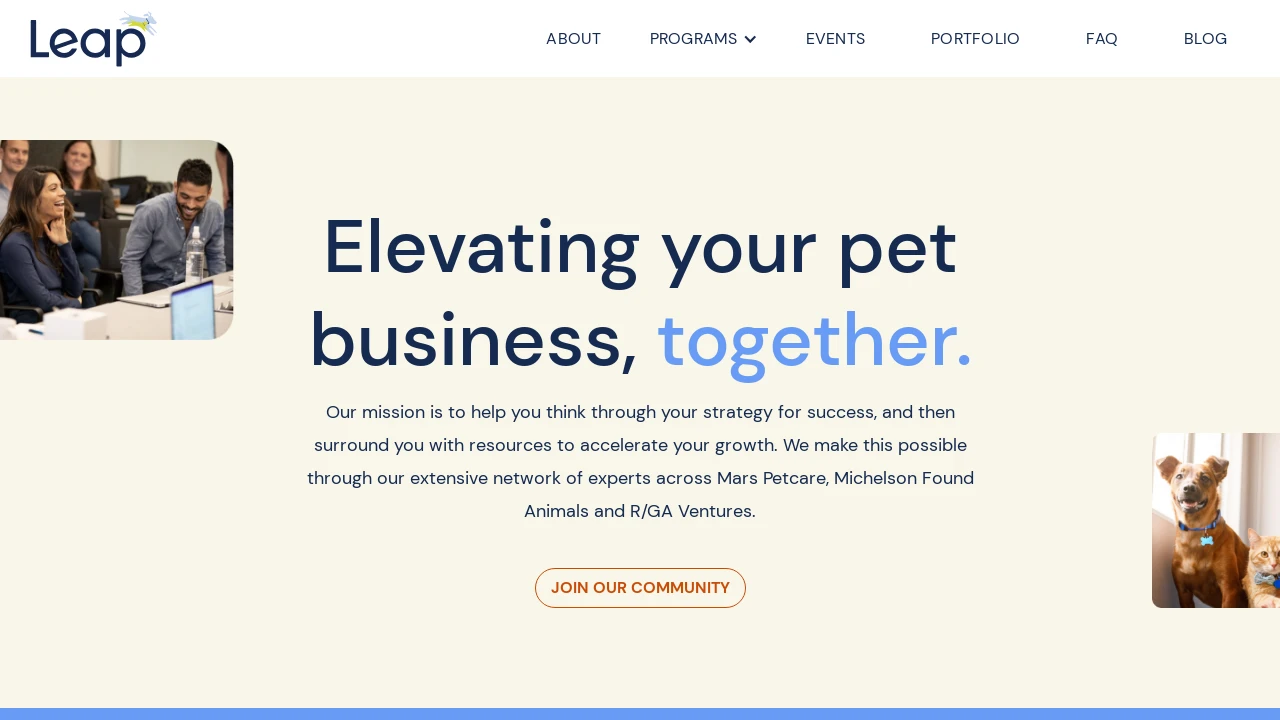 Leap
ABOUT
PROGRAMS
EVENTS
PORTFOLIO
FAQ
BLOG
Elevating your pet
business, together.
Our mission is to help you think through your strategy for success, and then
surround you with resources to accelerate your growth. We make this possible
through our extensive network of experts across Mars Petcare, Michelson Found
Animals and R/GA Ventures.
JOIN OUR COMMUNITY